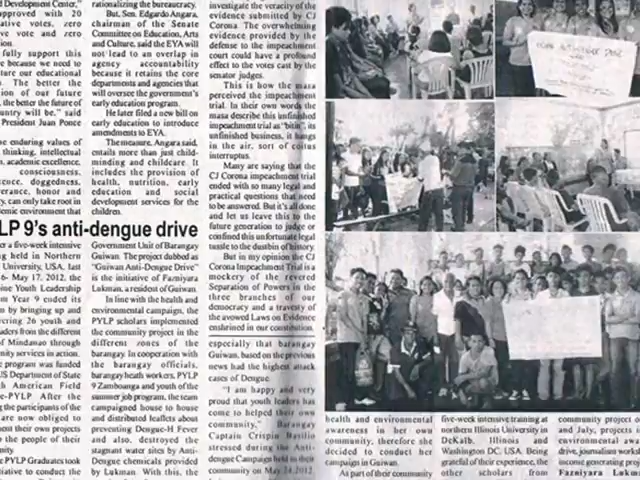 Development Center,"
approved with 20
ative votes, zero
ve vote and zero
ion.
fully support this
because we need to
ture our educational
The better the
ion of our future
, the better the future of
untry will be," said
President Juan Ponce
he enduring values of
thinking, intellectual
, academic excellence,
consciousness,
ence, doggedness,
erance, honor and
y, can only take root in
demic environment that
rationalizing the bureaucracy.
But, Sen. Edgardo Angara,
chairman of the Senate
Committee on Education, Arts
and Culture, said the EYA will
not lead to an overlap in
agency accountability
because it retains the core
departments and agencies that
will oversee the government's
early education program.
He later filed a new bill on
early education to introduce
amendments to EYA.
The measure, Angara said,
entails more than just child-
minding and childcare. It
includes the provision of
health, nutrition, early
education and social
development services for the
children.
investigate the veracity of the
evidence submitted by CJ
Corona. The overwhelming
evidence provided by the
defense to the impeachment
court could have a profound
effect to the votes cast by the
senator judges.
This is how the masa
perceived the impeachment
trial. In their own words the
masa describe this unfinished
impeachment trial as "bitin", its
unfinished business, it hangs
in the air, sort of coitus
interruptus.
Many are saying that the
CJ Corona impeachment trial
ended with so many legal and
practical questions that need
to be answered. But it's all done
and let us leave this to the
future generation to judge or
confined this unfortunate legal
tussle to the dustbin of history.
But in my opinion the CJ
Corona Impeachment Trial is a
mockery of the revered
Separation of Powers in the
three branches of our
democracy and a travesty of
the avowed Laws on Evidence
enshrined in our constitution.
LP 9's anti-dengue drive
er a five-week intensive
ng held in Northern
University, USA, last
6- May 17, 2012, the
pine Youth Leadership
m Year 9 ended its
by bringing up and
ering 26 youth and
aders from the different
of Mindanao through
nity services in action.
program was funded
US Department of State
h American Field
e-PYLP. After the
g the participants of the
are now obliged to
ent their own projects
o the people of their
nity.
PYLP Graduates took
itiative to conduct the
Government Unit of Barangay
Guiwan. The project dubbed as
"Guiwan Anti-Dengue Drive"
is the initiative of Farniyara
Lukman, a resident of Guiwan.
In line with the health and
environmental campaign, the
PYLP scholars implemented
the community project in the
different zones of the
barangay. In cooperation with
the barangay officials,
barangay heath workers, PYLP
9 Zamboanga and youth of the
summer job program, the team
campaigned house to house
and distributed leaflets about
preventing Dengue-H Fever
and also, destroyed the
stagnant water sites by Anti-
Dengue chemicals provided
by Lukman. With this, the
especially that barangay
Guiwan, based on the previous
news had the highest attack
cases of Dengue.
"I am happy and very
proud that youth leaders has
come to helped their own
community," Barangay
Captain Crispin Basilio
stressed during the Anti-
dengue Campaign held in their
community on May 24, 2012.
health and environmental
awareness in her own
community, therefore she
decided to conduct her
campaign in Guiwan.
As part of their community
five-week intensive training at
northern Illinois University in
DeKalb, Illinois and
Washington DC, USA. Being
grateful of their experience, the
other scholars from
community project o
and July, projects i
environmental awa
drive, journalism works
income generating proj
Farniyara Lukm